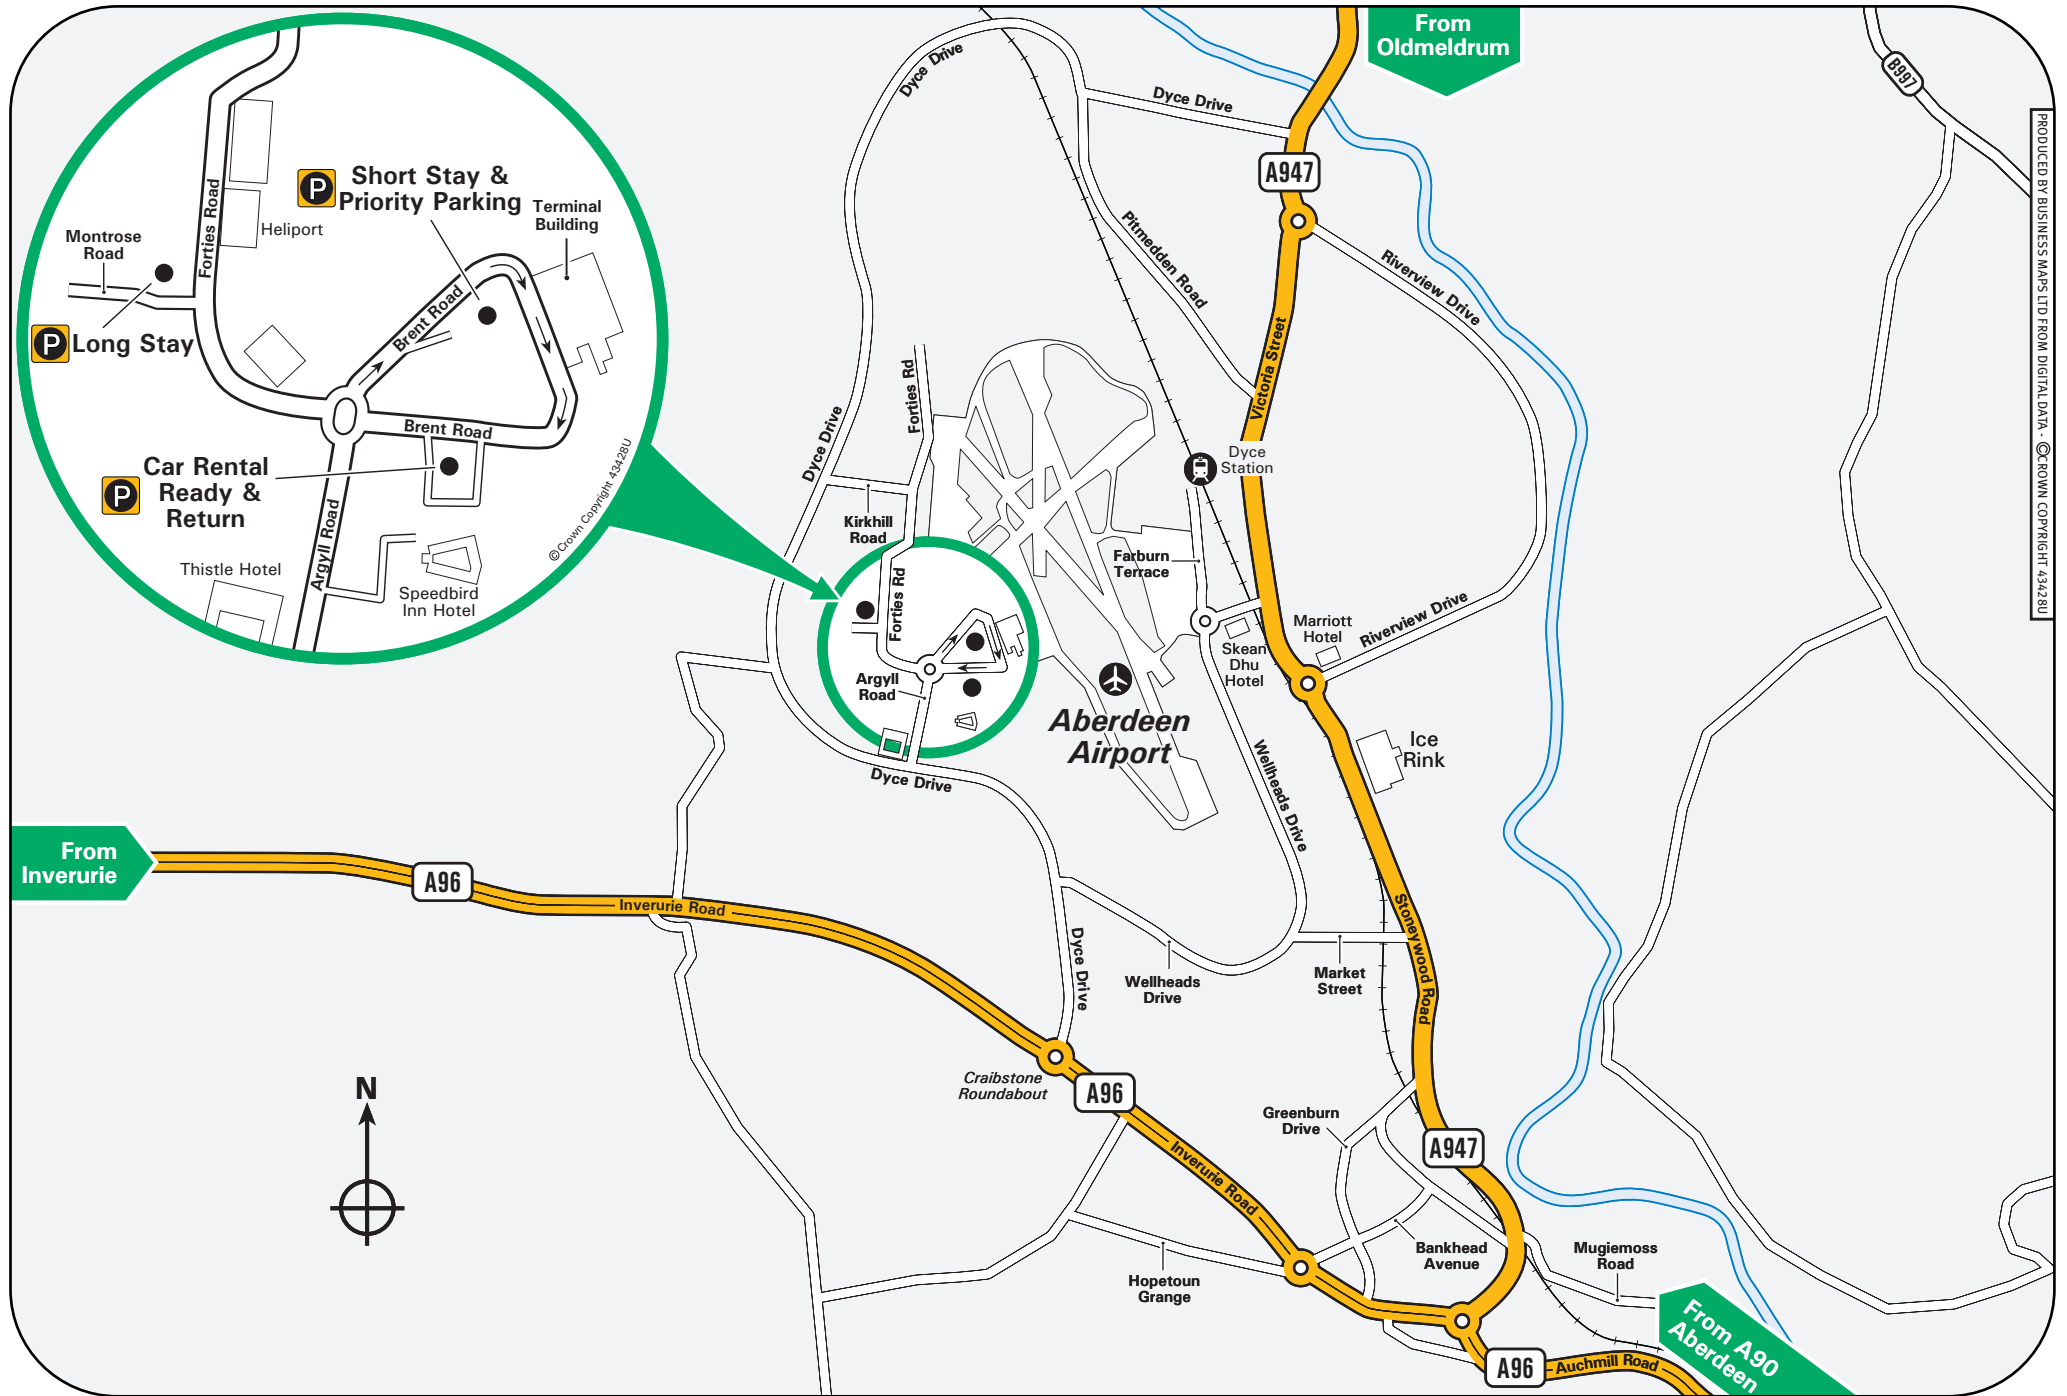 From
Oldmeldrum
Dyce Drive
Dyce Drive
B997
A947
PRODUCED BY BUSINESS MAPS LTD FROM DIGITAL DATA - ©CROWN COPYRIGHT 43428U
P
Short Stay &
Priority Parking
Terminal
Building
Forties Road
Heliport
Montrose
Road
P
Long Stay
Brent Road
Brent Road
P
Car Rental
Ready &
Return
Argyll Road
©Crown Copyright 43428U
Thistle Hotel
Speedbird
Inn Hotel
Pitmedden Road
Riverview Drive
Victoria Street
Forties Rd
Dyce Drive
Dyce
Station
Kirkhill
Road
Farburn
Terrace
Forties Rd
Marriott
Hotel
Riverview Drive
Skean
Dhu
Hotel
Argyll
Road
Aberdeen
Airport
Ice
Rink
Wellheads Drive
Dyce Drive
From
Inverurie
A96
Inverurie Road
Stoneywood Road
Dyce Drive
Wellheads
Drive
Market
Street
Craibstone
Roundabout
A96
N
Greenburn
Drive
A947
Inverurie Road
Bankhead
Avenue
Mugiemoss
Road
Hopetoun
Grange
From A90
Aberdeen
A96
Auchmill Road